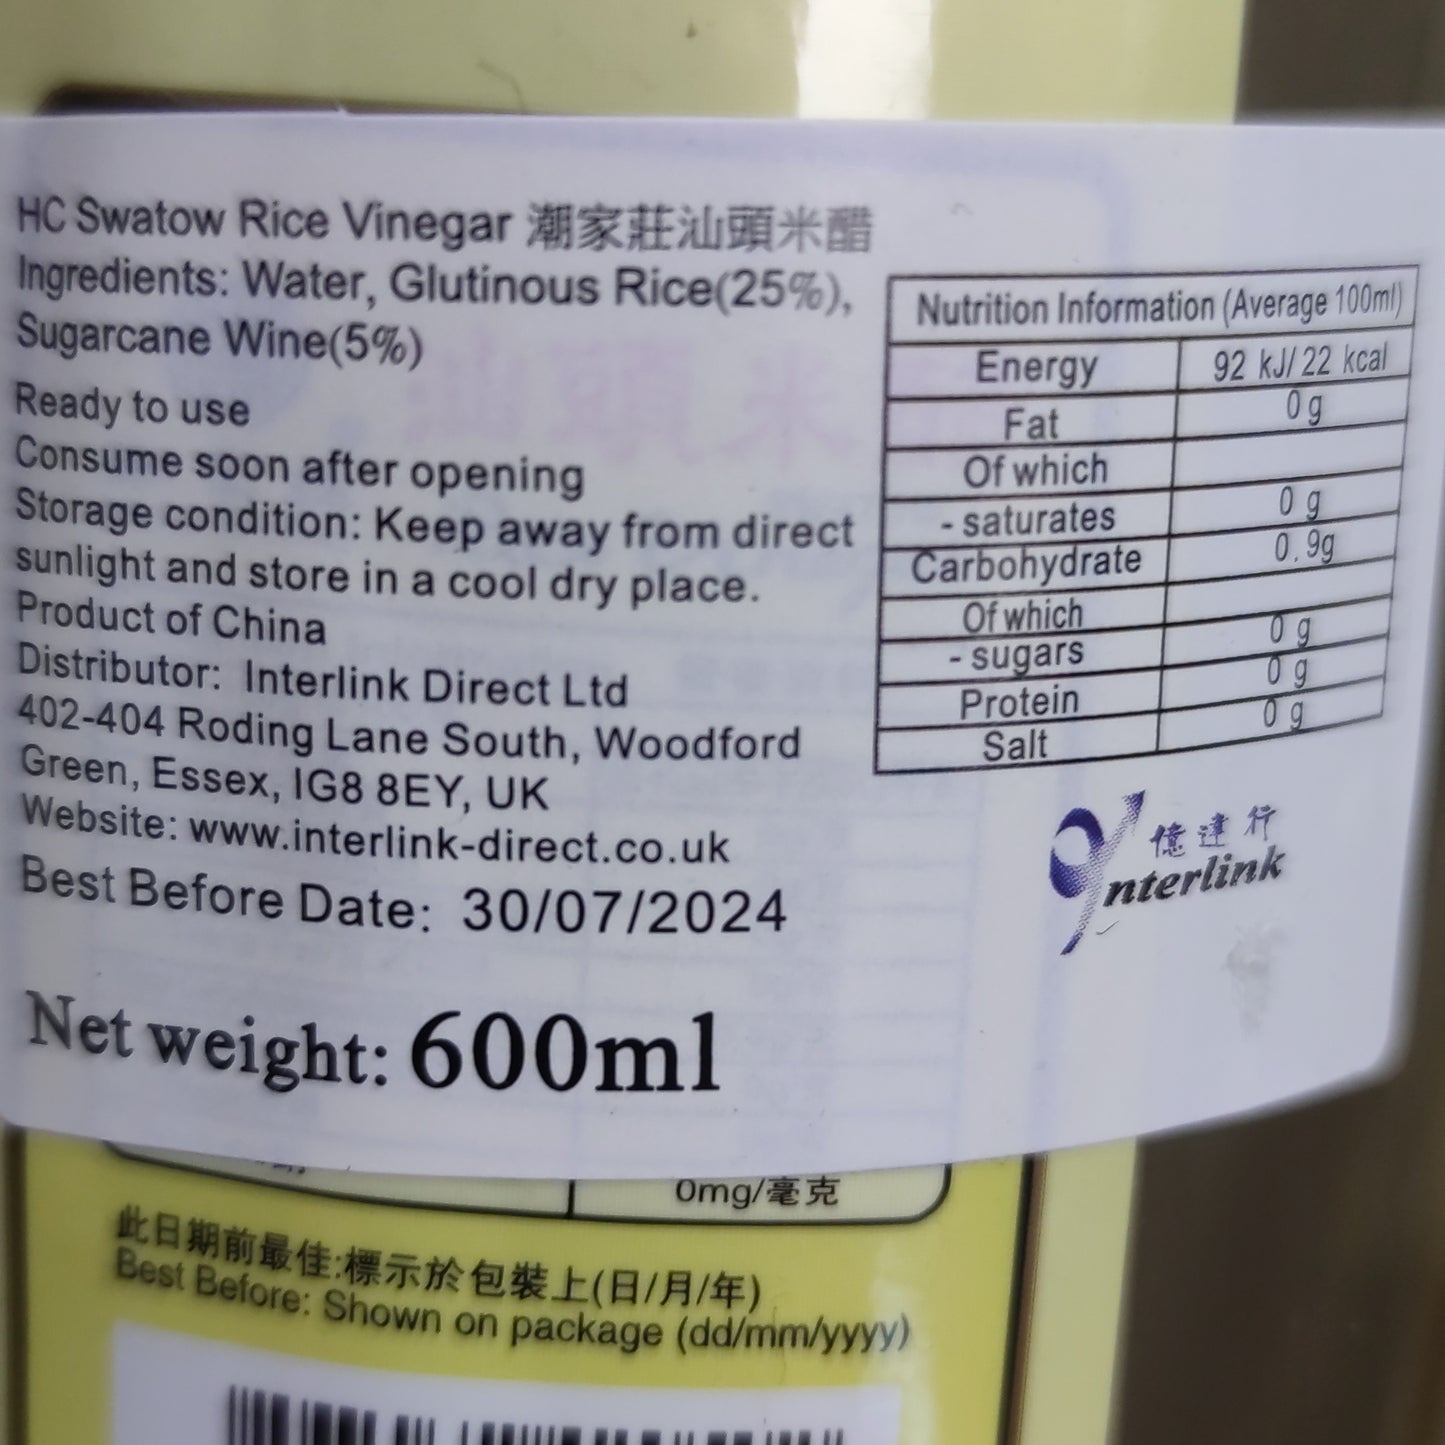 HC Swatow Rice Vinegar 潮家莊汕頭米醋
Ingredients: Water, Glutinous Rice(25%),
Sugarcane Wine(5%)
Ready to use
Consume soon after opening
Storage condition: Keep away from direct
sunlight and store in a cool dry place.
Product of China
Distributor: Interlink Direct Ltd
402-404 Roding Lane South, Woodford
Green, Essex, IG8 8EY, UK
Website: www.interlink-direct.co.uk
Best Before Date: 30/07/2024
Net weight: 600ml
Nutrition Information (Average 100ml)
Energy 92 kJ/22 kcal
Fat 0g
Of which
- saturates 0 g
Carbohydrate 0.9g
Of which
- sugars 0 g
Protein 0 g
Salt 0 g
億達行
Interlink
0mg/毫克
此日期前最佳:標示於包裝上(日/月/年)
Best Before: Shown on package (dd/mm/yyyy)